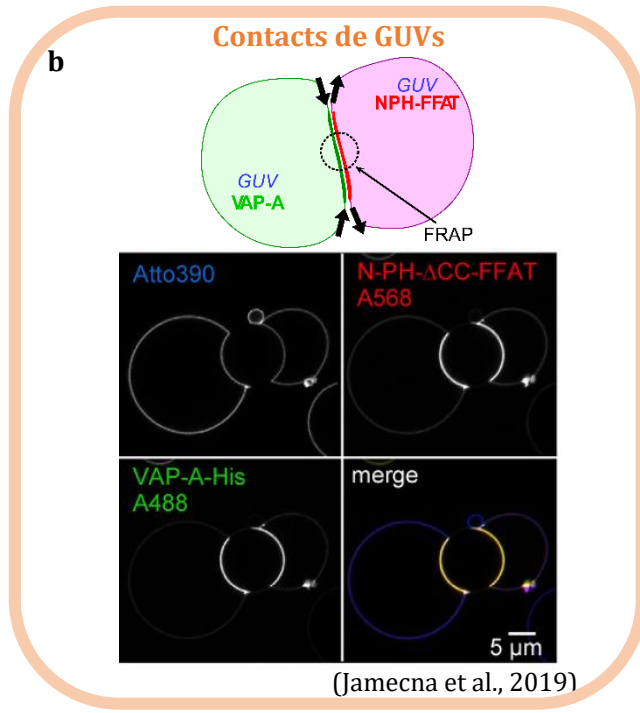 Contacts de GUVs
b
GUV
NPH-FFAT
GUV
VAP-A
FRAP
Atto390
N-PH-ΔCC-FFAT
A568
VAP-A-His
A488
merge
5 µm
(Jamecna et al., 2019)